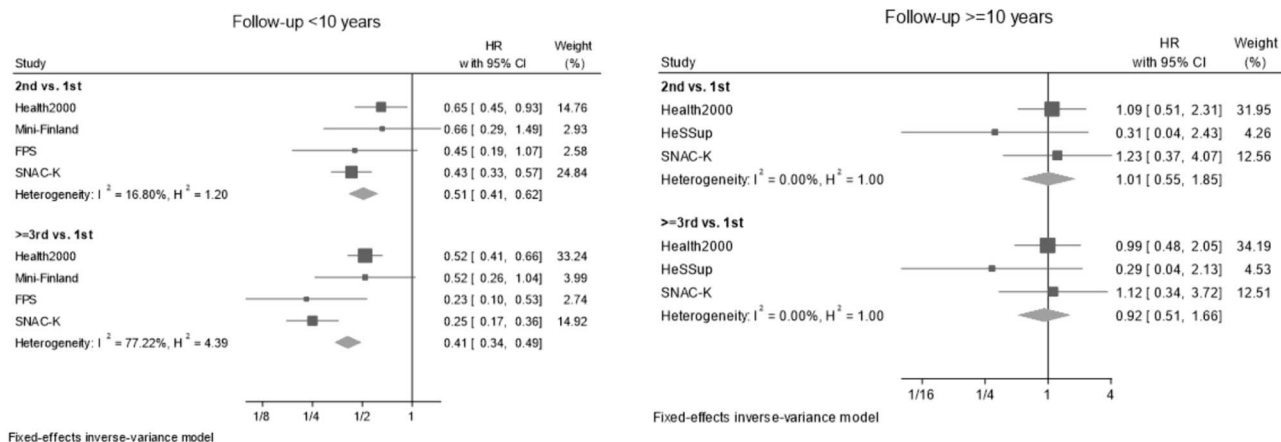 Follow-up <10 years
HR Weight
Study with 95% CI (%)
2nd vs. 1st
Health2000 0.65 [ 0.45, 0.93] 14.76
Mini-Finland 0.66 [ 0.29, 1.49] 2.93
FPS 0.45 [ 0.19, 1.07] 2.58
SNAC-K 0.43 [ 0.33, 0.57] 24.84
Heterogeneity: I² = 16.80%, H² = 1.20 0.51 [ 0.41, 0.62]
>=3rd vs. 1st
Health2000 0.52 [ 0.41, 0.66] 33.24
Mini-Finland 0.52 [ 0.26, 1.04] 3.99
FPS 0.23 [ 0.10, 0.53] 2.74
SNAC-K 0.25 [ 0.17, 0.36] 14.92
Heterogeneity: I² = 77.22%, H² = 4.39 0.41 [ 0.34, 0.49]
1/8 1/4 1/2 1
Fixed-effects inverse-variance model
Follow-up >=10 years
HR Weight
Study with 95% CI (%)
2nd vs. 1st
Health2000 1.09 [ 0.51, 2.31] 31.95
HeSSup 0.31 [ 0.04, 2.43] 4.26
SNAC-K 1.23 [ 0.37, 4.07] 12.56
Heterogeneity: I² = 0.00%, H² = 1.00 1.01 [ 0.55, 1.85]
>=3rd vs. 1st
Health2000 0.99 [ 0.48, 2.05] 34.19
HeSSup 0.29 [ 0.04, 2.13] 4.53
SNAC-K 1.12 [ 0.34, 3.72] 12.51
Heterogeneity: I² = 0.00%, H² = 1.00 0.92 [ 0.51, 1.66]
1/16 1/4 1 4
Fixed-effects inverse-variance model